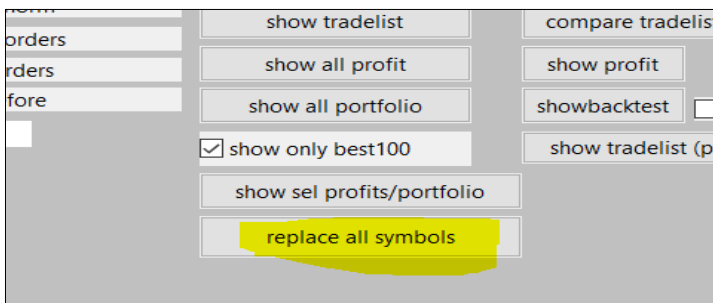 show tradelist
compare tradelist
orders
rders
show all profit
show profit
fore
show all portfolio
showbacktest
show only best100
show tradelist (p
show sel profits/portfolio
replace all symbols